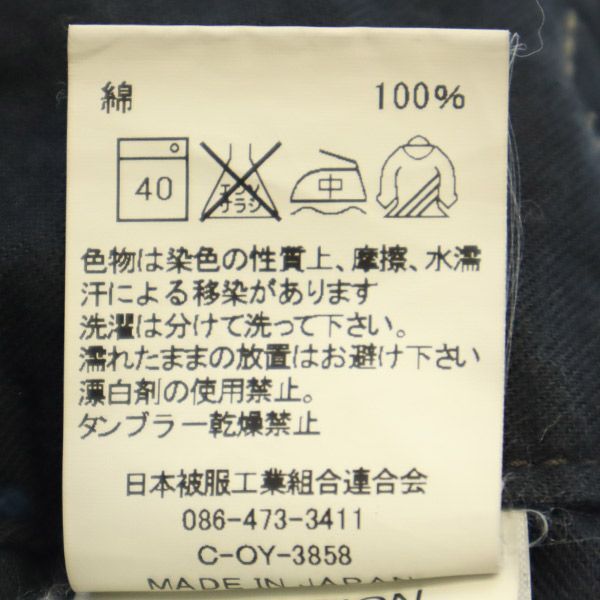 綿 100%
40 エンソ サラシ 中
色物は染色の性質上、摩擦、水濡
汗による移染があります
洗濯は分けて洗って下さい。
濡れたままの放置はお避け下さい
漂白剤の使用禁止。
タンブラー乾燥禁止
日本被服工業組合連合会
086-473-3411
C-OY-3858
MADE IN JAPAN